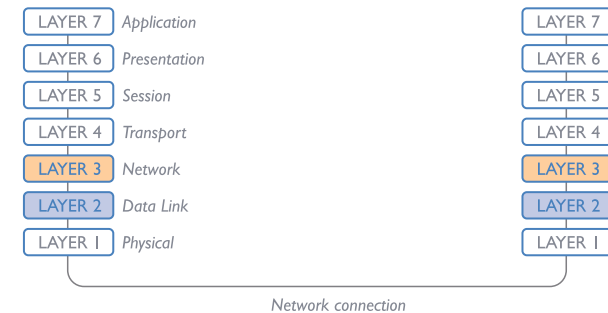 LAYER 7 Application LAYER 7
LAYER 6 Presentation LAYER 6
LAYER 5 Session LAYER 5
LAYER 4 Transport LAYER 4
LAYER 3 Network LAYER 3
LAYER 2 Data Link LAYER 2
LAYER 1 Physical LAYER 1
Network connection